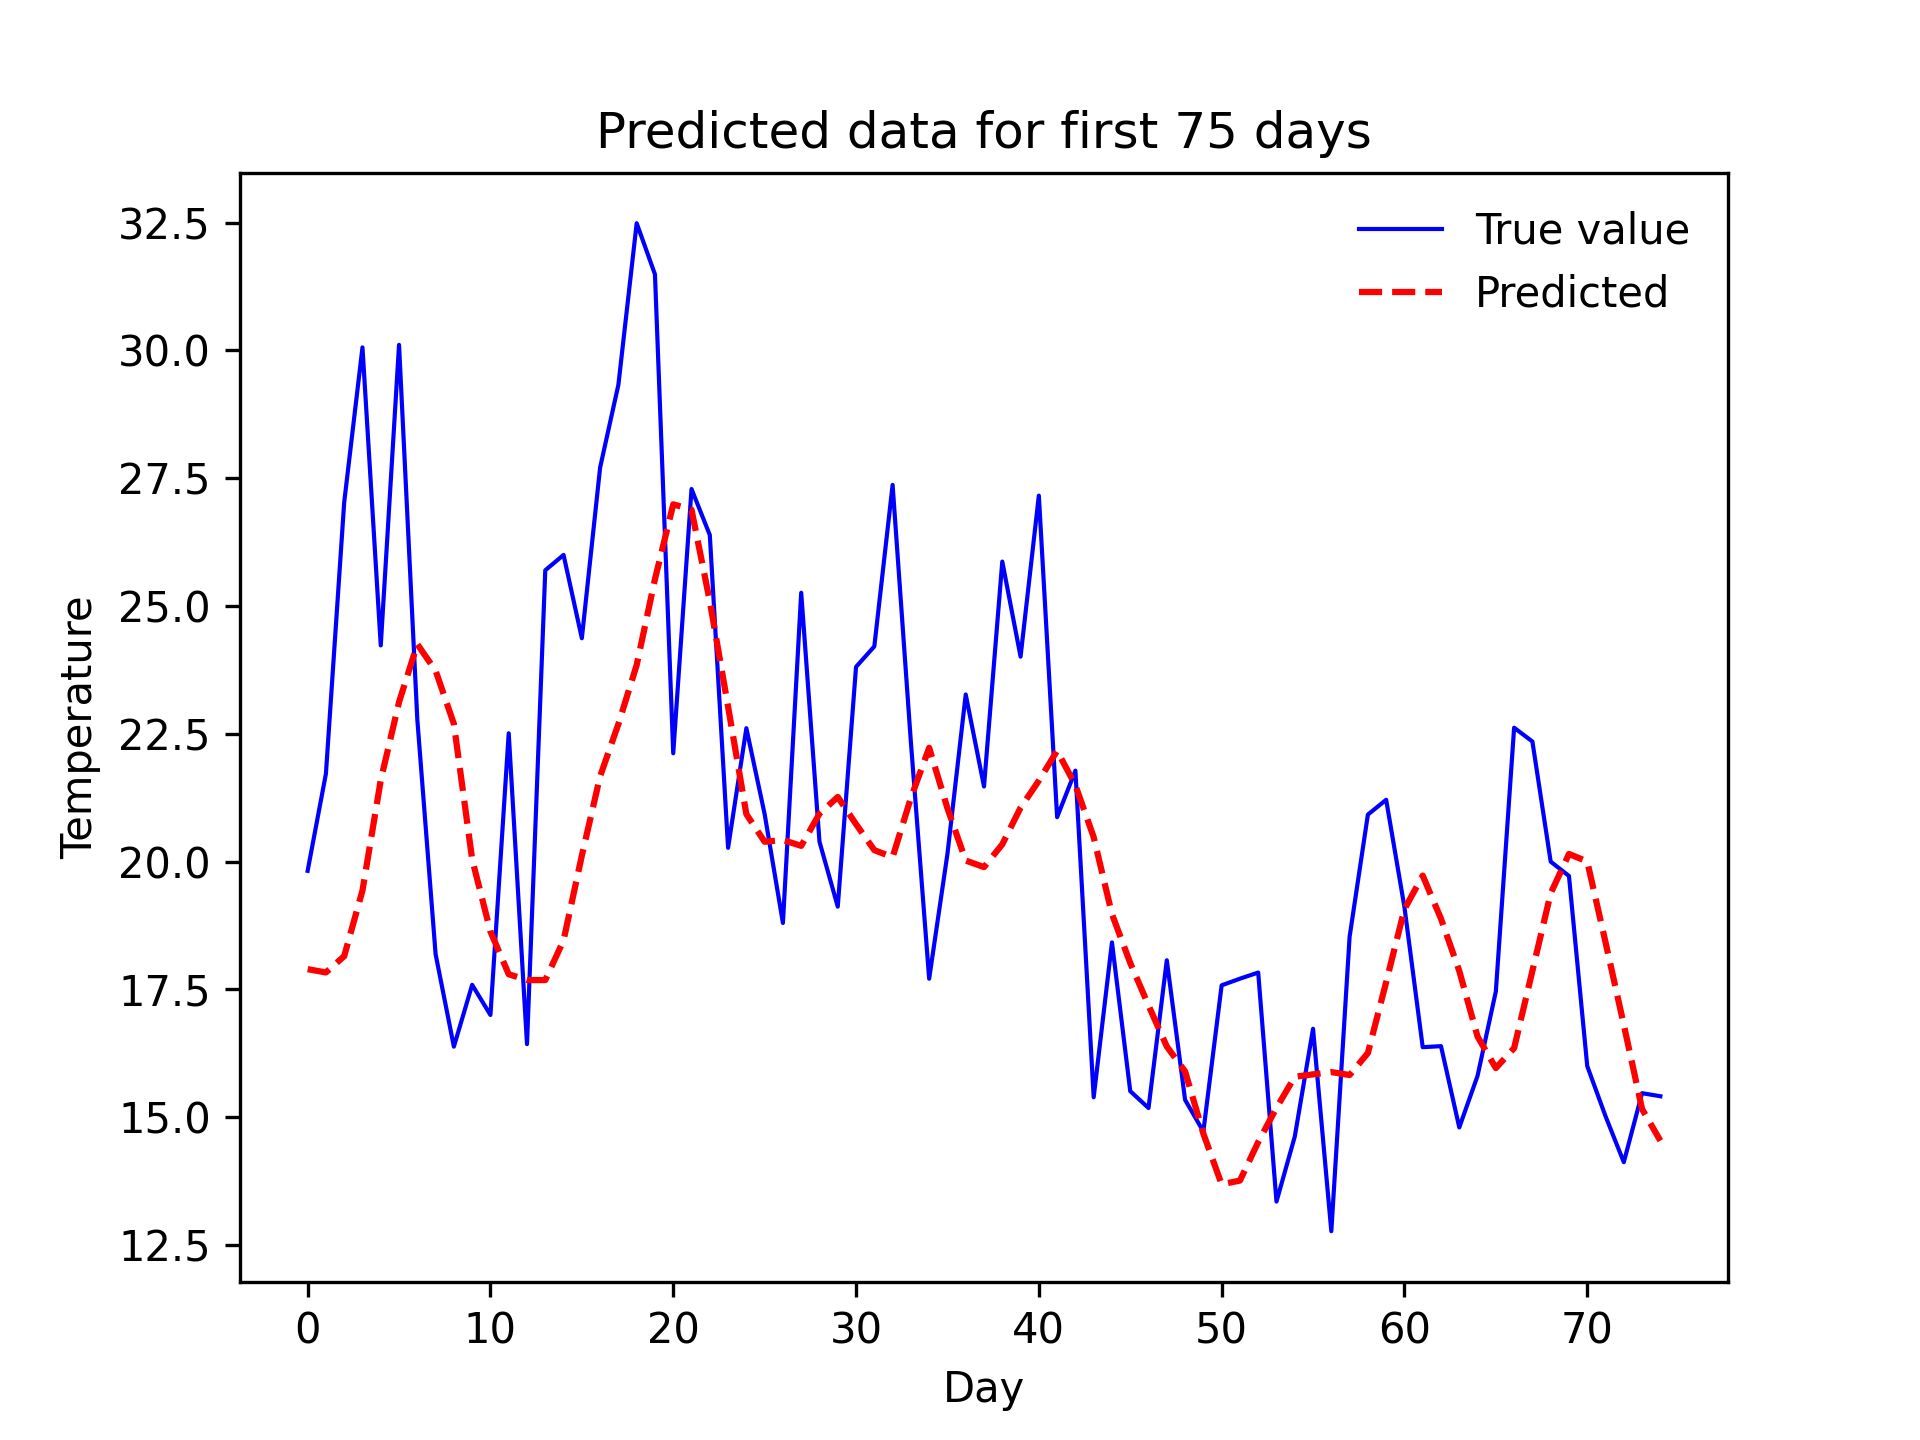 Predicted data for first 75 days
True value
Predicted
32.5
30.0
27.5
25.0
22.5
20.0
17.5
15.0
12.5
Temperature
0 10 20 30 40 50 60 70
Day